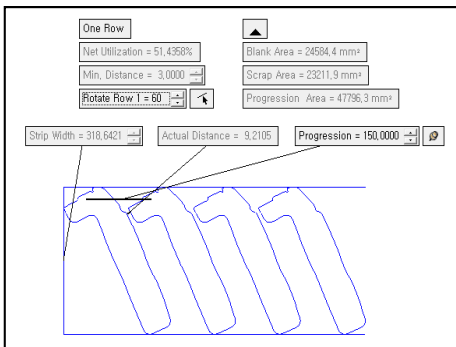 One Row
Net Utilization = 51,4358%
Blank Area = 24584,4 mm²
Min, Distance = 3,0000
Scrap Area = 23211,9 mm²
Rotate Row 1 = 60
Progression Area = 47796,3 mm²
Strip Width = 318,6421
Actual Distance = 9,2105
Progression = 150,0000